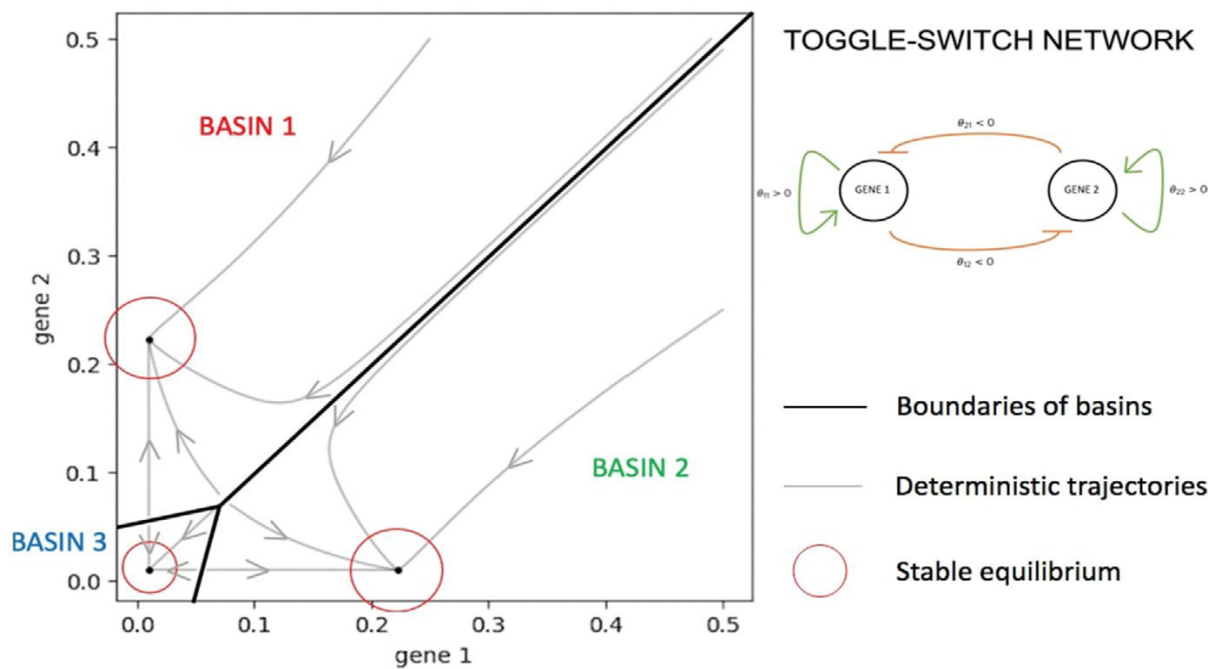 TOGGLE-SWITCH NETWORK
θ₂₁ < 0
GENE 1
GENE 2
θ₁₁ > 0
θ₂₂ > 0
θ₁₂ < 0
BASIN 1
BASIN 2
BASIN 3
gene 2
0.5
0.4
0.3
0.2
0.1
0.0
0.0
0.1
0.2
0.3
0.4
0.5
gene 1
Boundaries of basins
Deterministic trajectories
Stable equilibrium